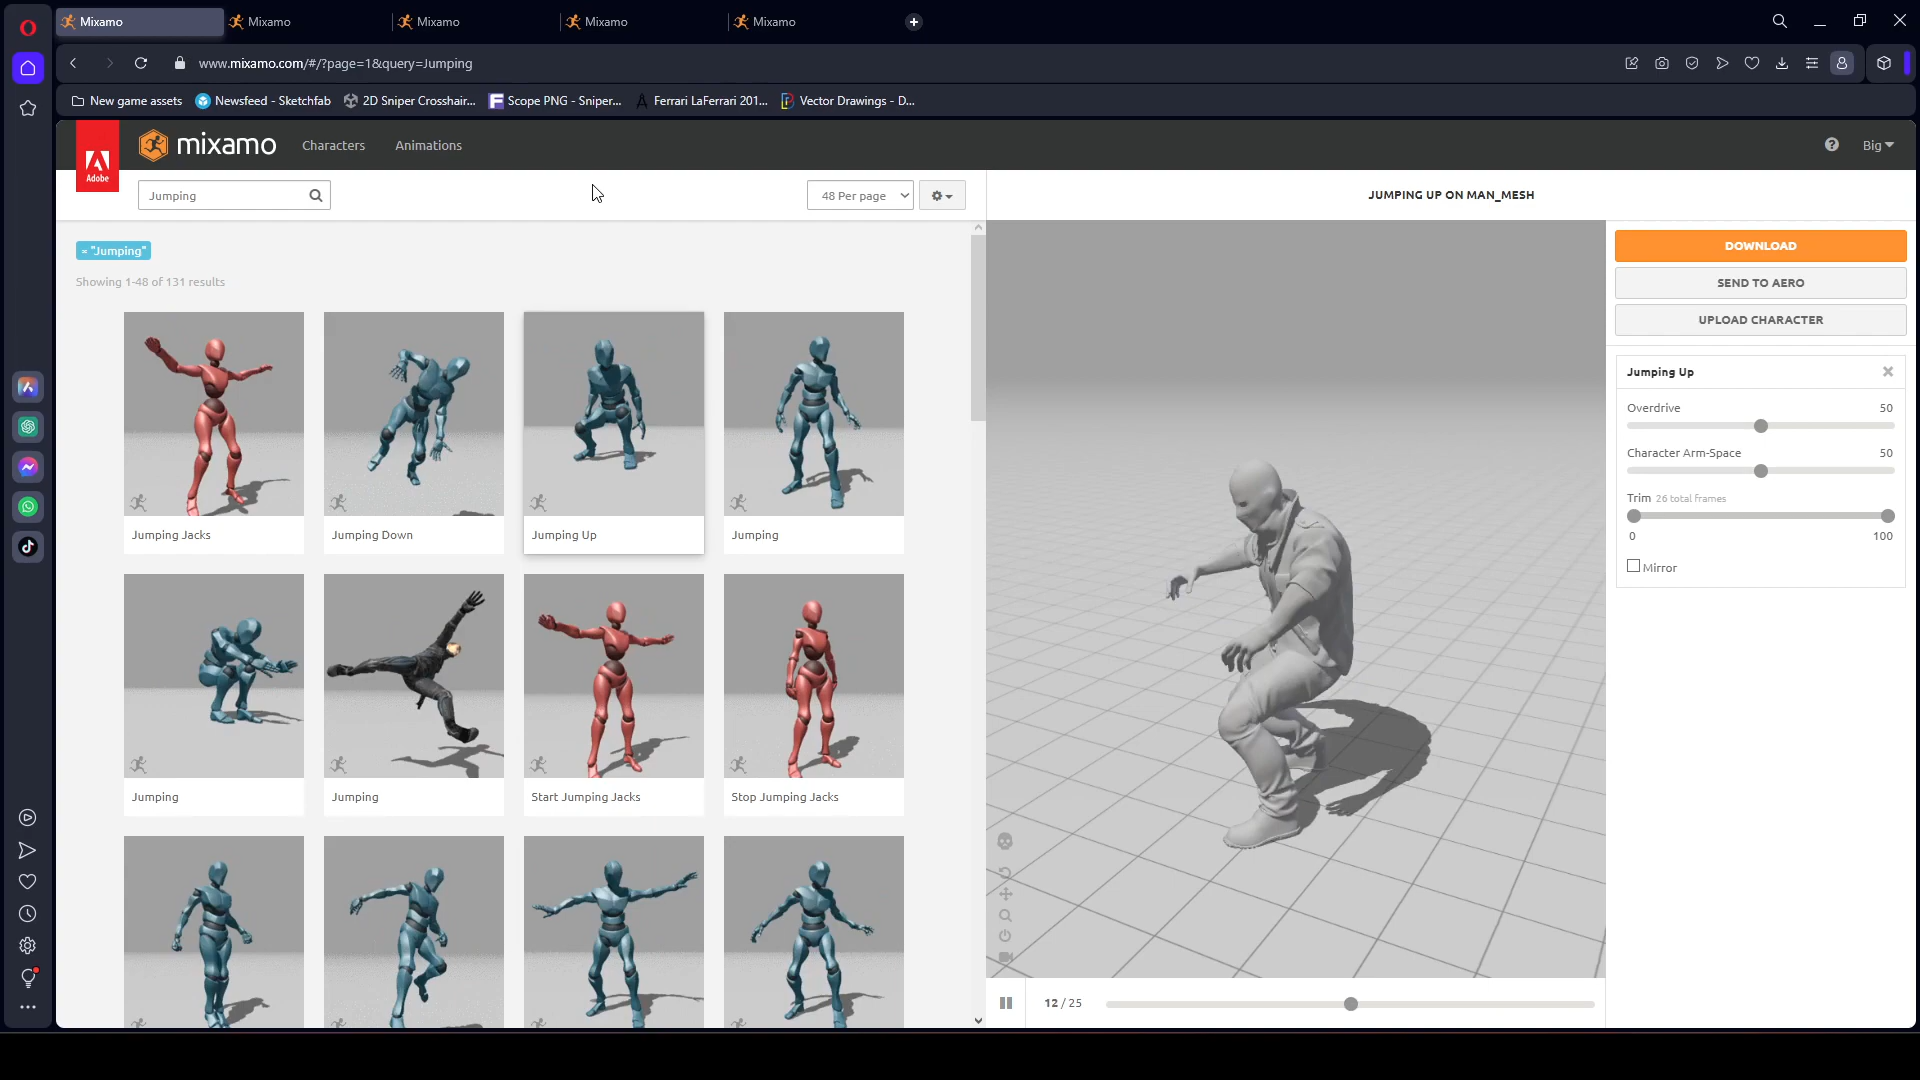 Mixamo
Mixamo
Mixamo
Mixamo
Mixamo
www.mixamo.com/#/?page=1&query=Jumping
New game assets
Newsfeed - Sketchfab
2D Sniper Crosshair...
Scope PNG - Sniper...
Ferrari LaFerrari 201...
Vector Drawings - D...
Adobe
mixamo
Characters
Animations
Big
Jumping
48 Per page
JUMPING UP ON MAN_MESH
× "Jumping"
Showing 1-48 of 131 results
DOWNLOAD
SEND TO AERO
UPLOAD CHARACTER
Jumping Up
Overdrive 50
Character Arm-Space 50
Trim 26 total frames
0 100
Mirror
Jumping Jacks
Jumping Down
Jumping Up
Jumping
Jumping
Jumping
Start Jumping Jacks
Stop Jumping Jacks
12 / 25